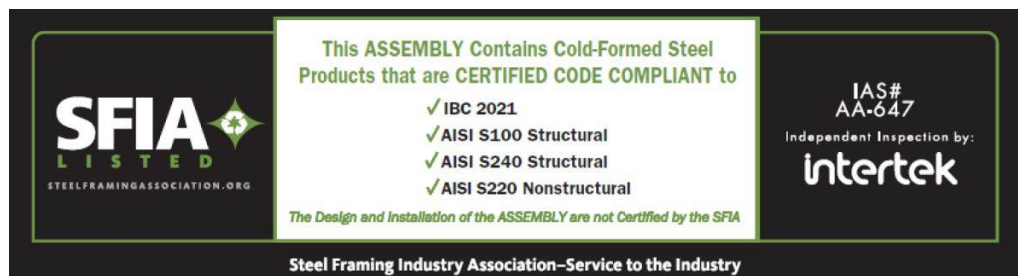 SFIA
LISTED
STEELFRAMINGASSOCIATION.ORG
This ASSEMBLY Contains Cold-Formed Steel
Products that are CERTIFIED CODE COMPLIANT to
✓IBC 2021
✓AISI S100 Structural
✓AISI S240 Structural
✓AISI S220 Nonstructural
The Design and Installation of the ASSEMBLY are not Certified by the SFIA
IAS#
AA-647
Independent Inspection by:
intertek
Steel Framing Industry Association–Service to the Industry